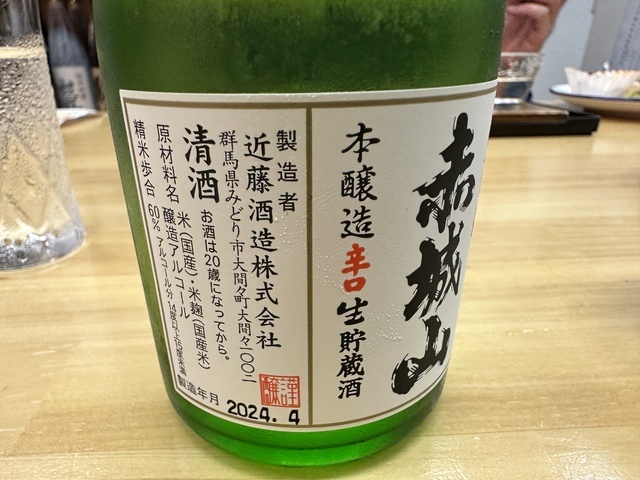 赤城山
本醸造 辛口 生貯蔵酒
製造者
近藤酒造株式会社
群馬県みどり市大間々町大間々一〇〇二
清酒 お酒は20歳になってから。
原材料名 米(国産)・米麹(国産米)
醸造アルコール
精米歩合 60% アルコール分 14度以上15度未満
製造年月
2024. 4
謹醸